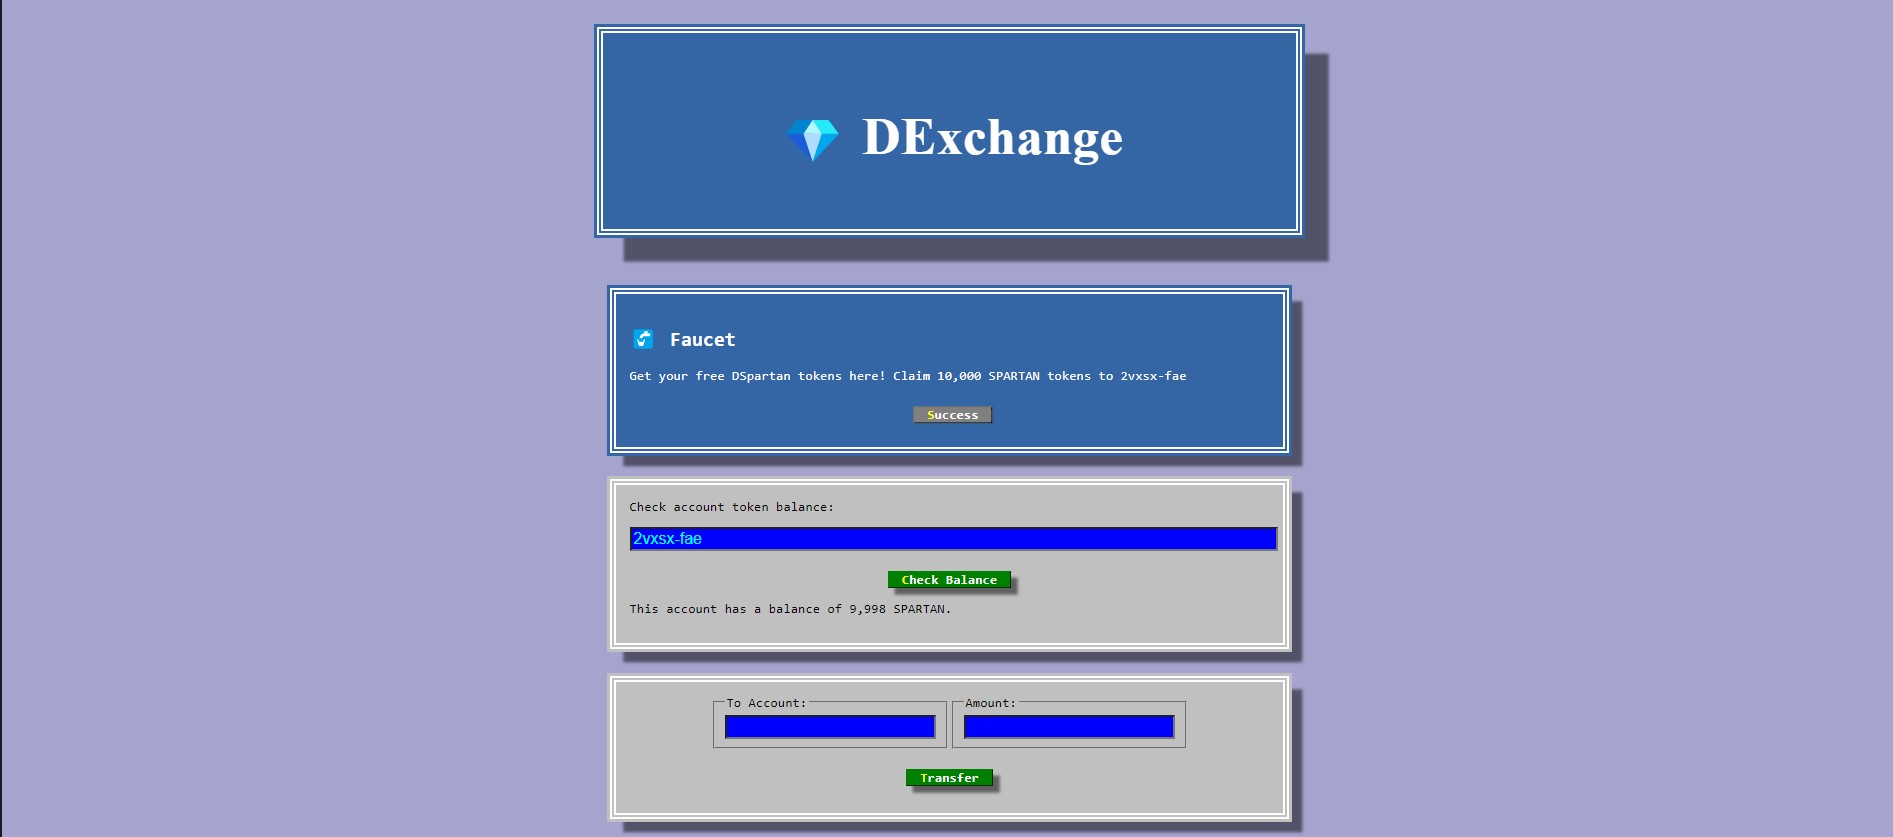 DExchange
Faucet
Get your free DSpartan tokens here! Claim 10,000 SPARTAN tokens to 2vxsx-fae
Success
Check account token balance:
2vxsx-fae
Check Balance
This account has a balance of 9,998 SPARTAN.
To Account: Amount:
Transfer